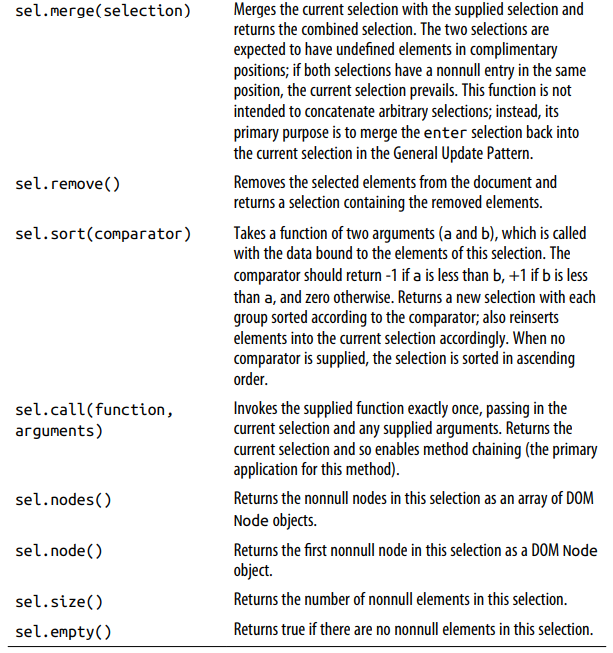 sel.merge(selection) Merges the current selection with the supplied selection and
returns the combined selection. The two selections are
expected to have undefined elements in complimentary
positions; if both selections have a nonnull entry in the same
position, the current selection prevails. This function is not
intended to concatenate arbitrary selections; instead, its
primary purpose is to merge the enter selection back into
the current selection in the General Update Pattern.
sel.remove() Removes the selected elements from the document and
returns a selection containing the removed elements.
sel.sort(comparator) Takes a function of two arguments (a and b), which is called
with the data bound to the elements of this selection. The
comparator should return -1 if a is less than b, +1 if b is less
than a, and zero otherwise. Returns a new selection with each
group sorted according to the comparator; also reinserts
elements into the current selection accordingly. When no
comparator is supplied, the selection is sorted in ascending
order.
sel.call(function, Invokes the supplied function exactly once, passing in the
arguments) current selection and any supplied arguments. Returns the
current selection and so enables method chaining (the primary
application for this method).
sel.nodes() Returns the nonnull nodes in this selection as an array of DOM
Node objects.
sel.node() Returns the first nonnull node in this selection as a DOM Node
object.
sel.size() Returns the number of nonnull elements in this selection.
sel.empty() Returns true if there are no nonnull elements in this selection.